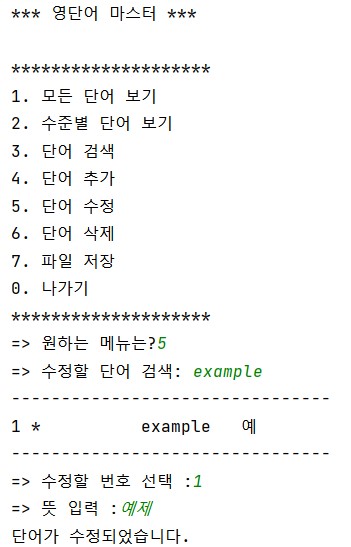 *** 영단어 마스터 ***
********************
1. 모든 단어 보기
2. 수준별 단어 보기
3. 단어 검색
4. 단어 추가
5. 단어 수정
6. 단어 삭제
7. 파일 저장
0. 나가기
********************
=> 원하는 메뉴는?5
=> 수정할 단어 검색: example
--------------------------------
1 *          example   예
--------------------------------
=> 수정할 번호 선택 :1
=> 뜻 입력 :예제
단어가 수정되었습니다.